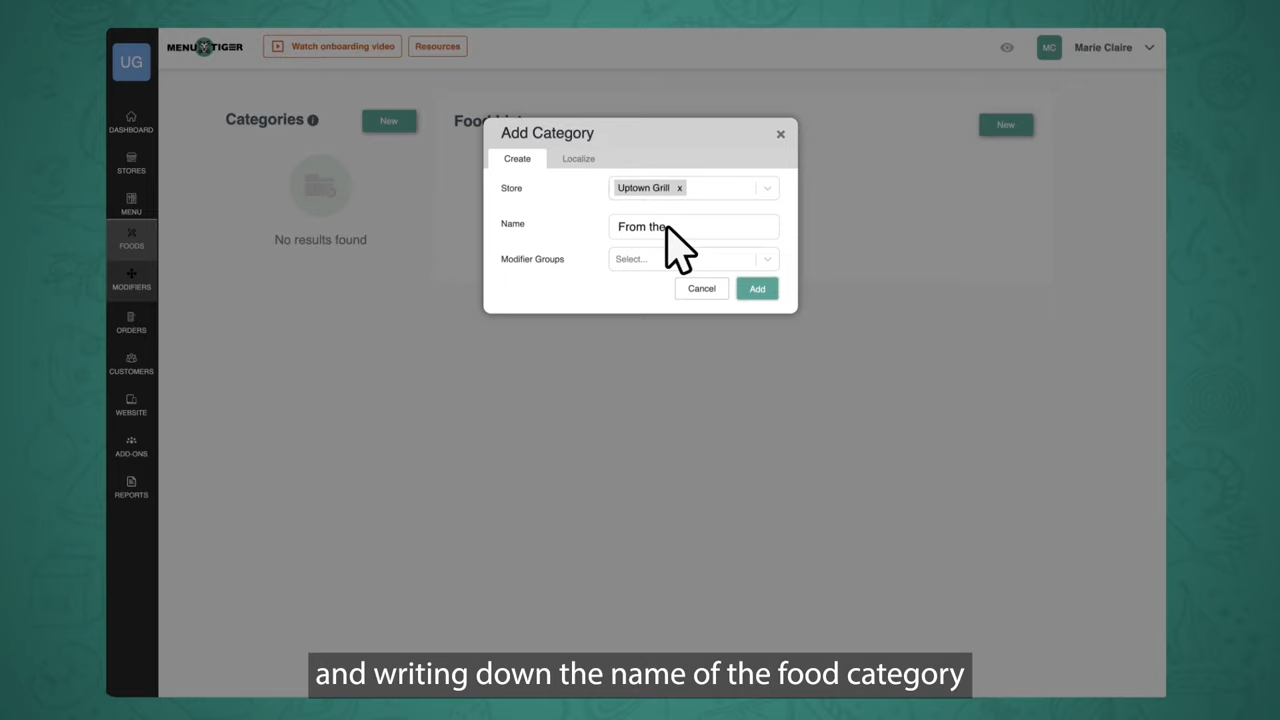 UG
MENU TIGER
Watch onboarding video
Resources
MC
Marie Claire
DASHBOARD
STORES
MENU
FOODS
MODIFIERS
ORDERS
CUSTOMERS
WEBSITE
ADD-ONS
REPORTS
Categories
New
No results found
Food List
New
Add Category
Create
Localize
Store
Uptown Grill x
Name
From the
Modifier Groups
Select...
Cancel
Add
and writing down the name of the food category